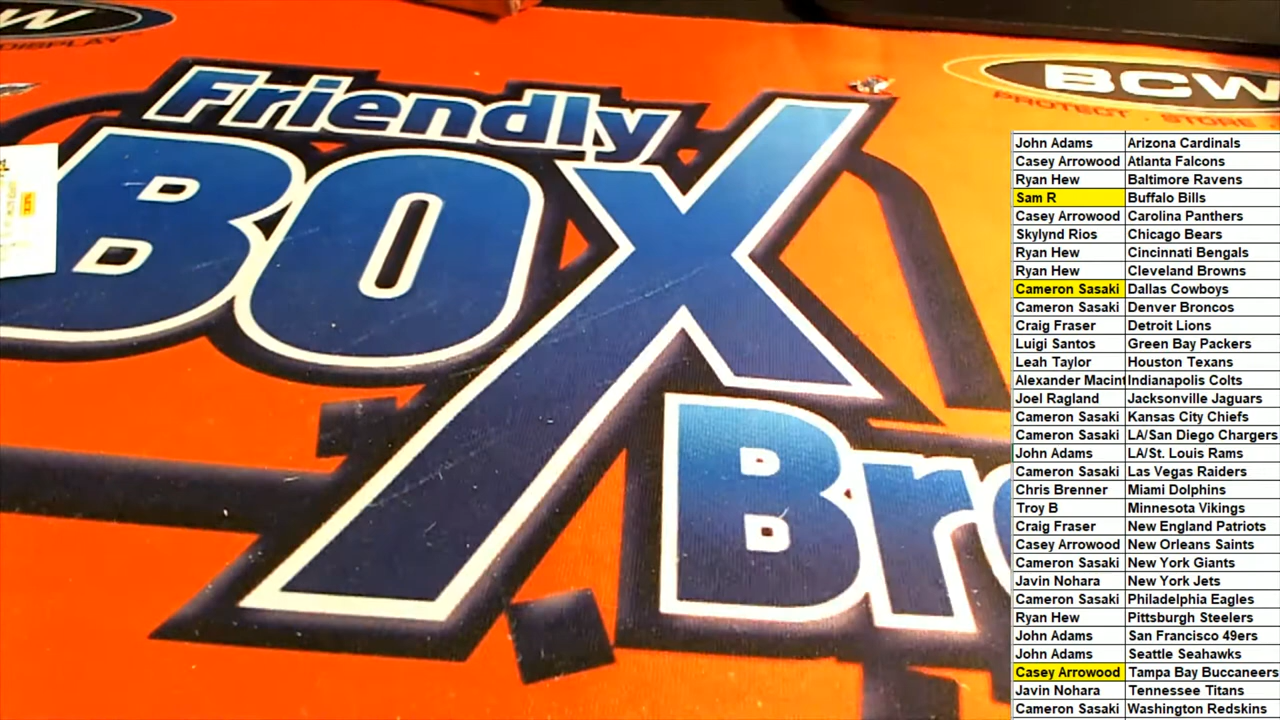 W
DISPLAY
Friendly
BOX
Br
BCW
PROTECT · STORE ·
John Adams Arizona Cardinals
Casey Arrowood Atlanta Falcons
Ryan Hew Baltimore Ravens
Sam R Buffalo Bills
Casey Arrowood Carolina Panthers
Skylynd Rios Chicago Bears
Ryan Hew Cincinnati Bengals
Ryan Hew Cleveland Browns
Cameron Sasaki Dallas Cowboys
Cameron Sasaki Denver Broncos
Craig Fraser Detroit Lions
Luigi Santos Green Bay Packers
Leah Taylor Houston Texans
Alexander Macint Indianapolis Colts
Joel Ragland Jacksonville Jaguars
Cameron Sasaki Kansas City Chiefs
Cameron Sasaki LA/San Diego Chargers
John Adams LA/St. Louis Rams
Cameron Sasaki Las Vegas Raiders
Chris Brenner Miami Dolphins
Troy B Minnesota Vikings
Craig Fraser New England Patriots
Casey Arrowood New Orleans Saints
Cameron Sasaki New York Giants
Javin Nohara New York Jets
Cameron Sasaki Philadelphia Eagles
Ryan Hew Pittsburgh Steelers
John Adams San Francisco 49ers
John Adams Seattle Seahawks
Casey Arrowood Tampa Bay Buccaneers
Javin Nohara Tennessee Titans
Cameron Sasaki Washington Redskins